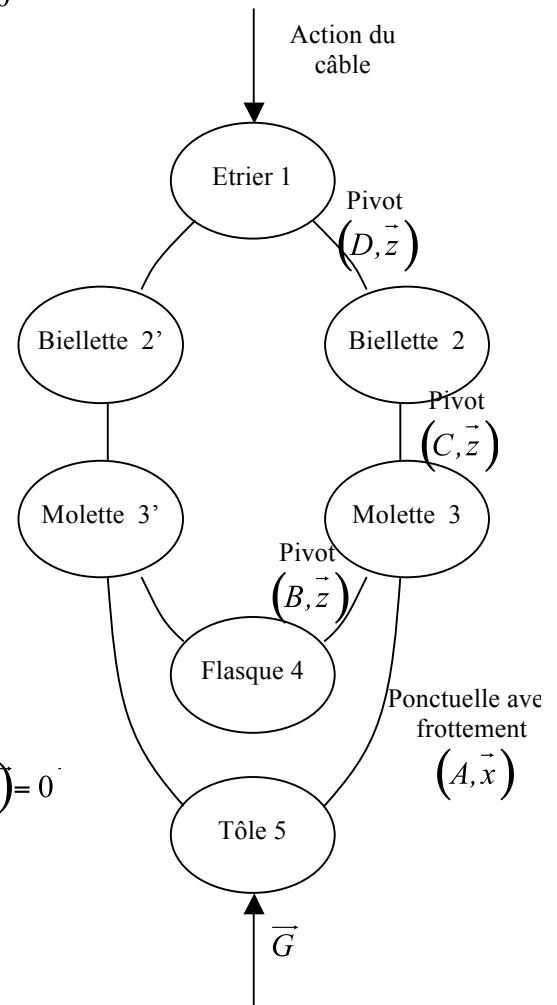 Action du
câble
Etrier 1
Pivot
(D, z⃗)
Biellette 2’
Biellette 2
Pivot
(C, z⃗)
Molette 3’
Molette 3
Pivot
(B, z⃗)
Flasque 4
Ponctuelle ave
frottement
(A, x⃗)
) = 0
Tôle 5
G⃗